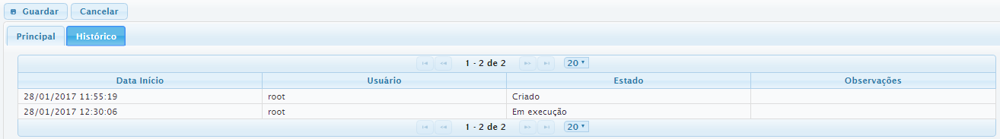 Guardar Cancelar
Principal Histórico
1 - 2 de 2 20
Data Início Usuário Estado Observações
28/01/2017 11:55:19 root Criado
28/01/2017 12:30:06 root Em execução
1 - 2 de 2 20